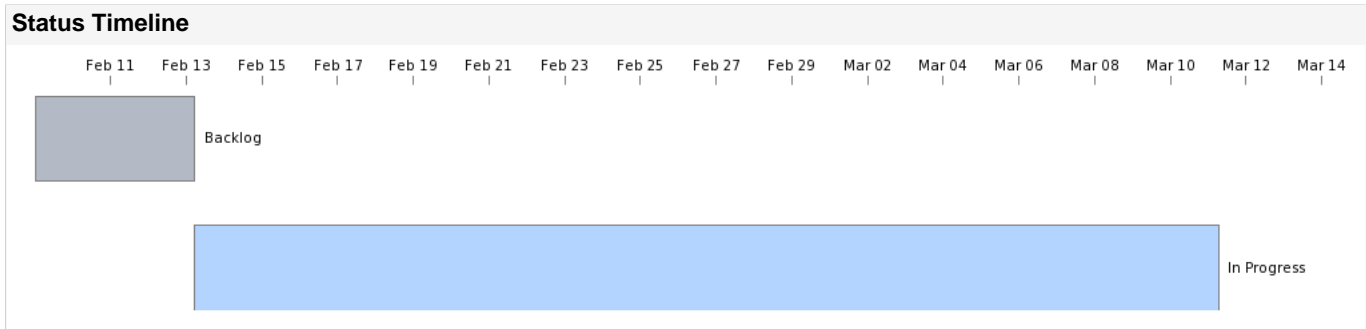 Status Timeline
Feb 11 Feb 13 Feb 15 Feb 17 Feb 19 Feb 21 Feb 23 Feb 25 Feb 27 Feb 29 Mar 02 Mar 04 Mar 06 Mar 08 Mar 10 Mar 12 Mar 14
Backlog
In Progress